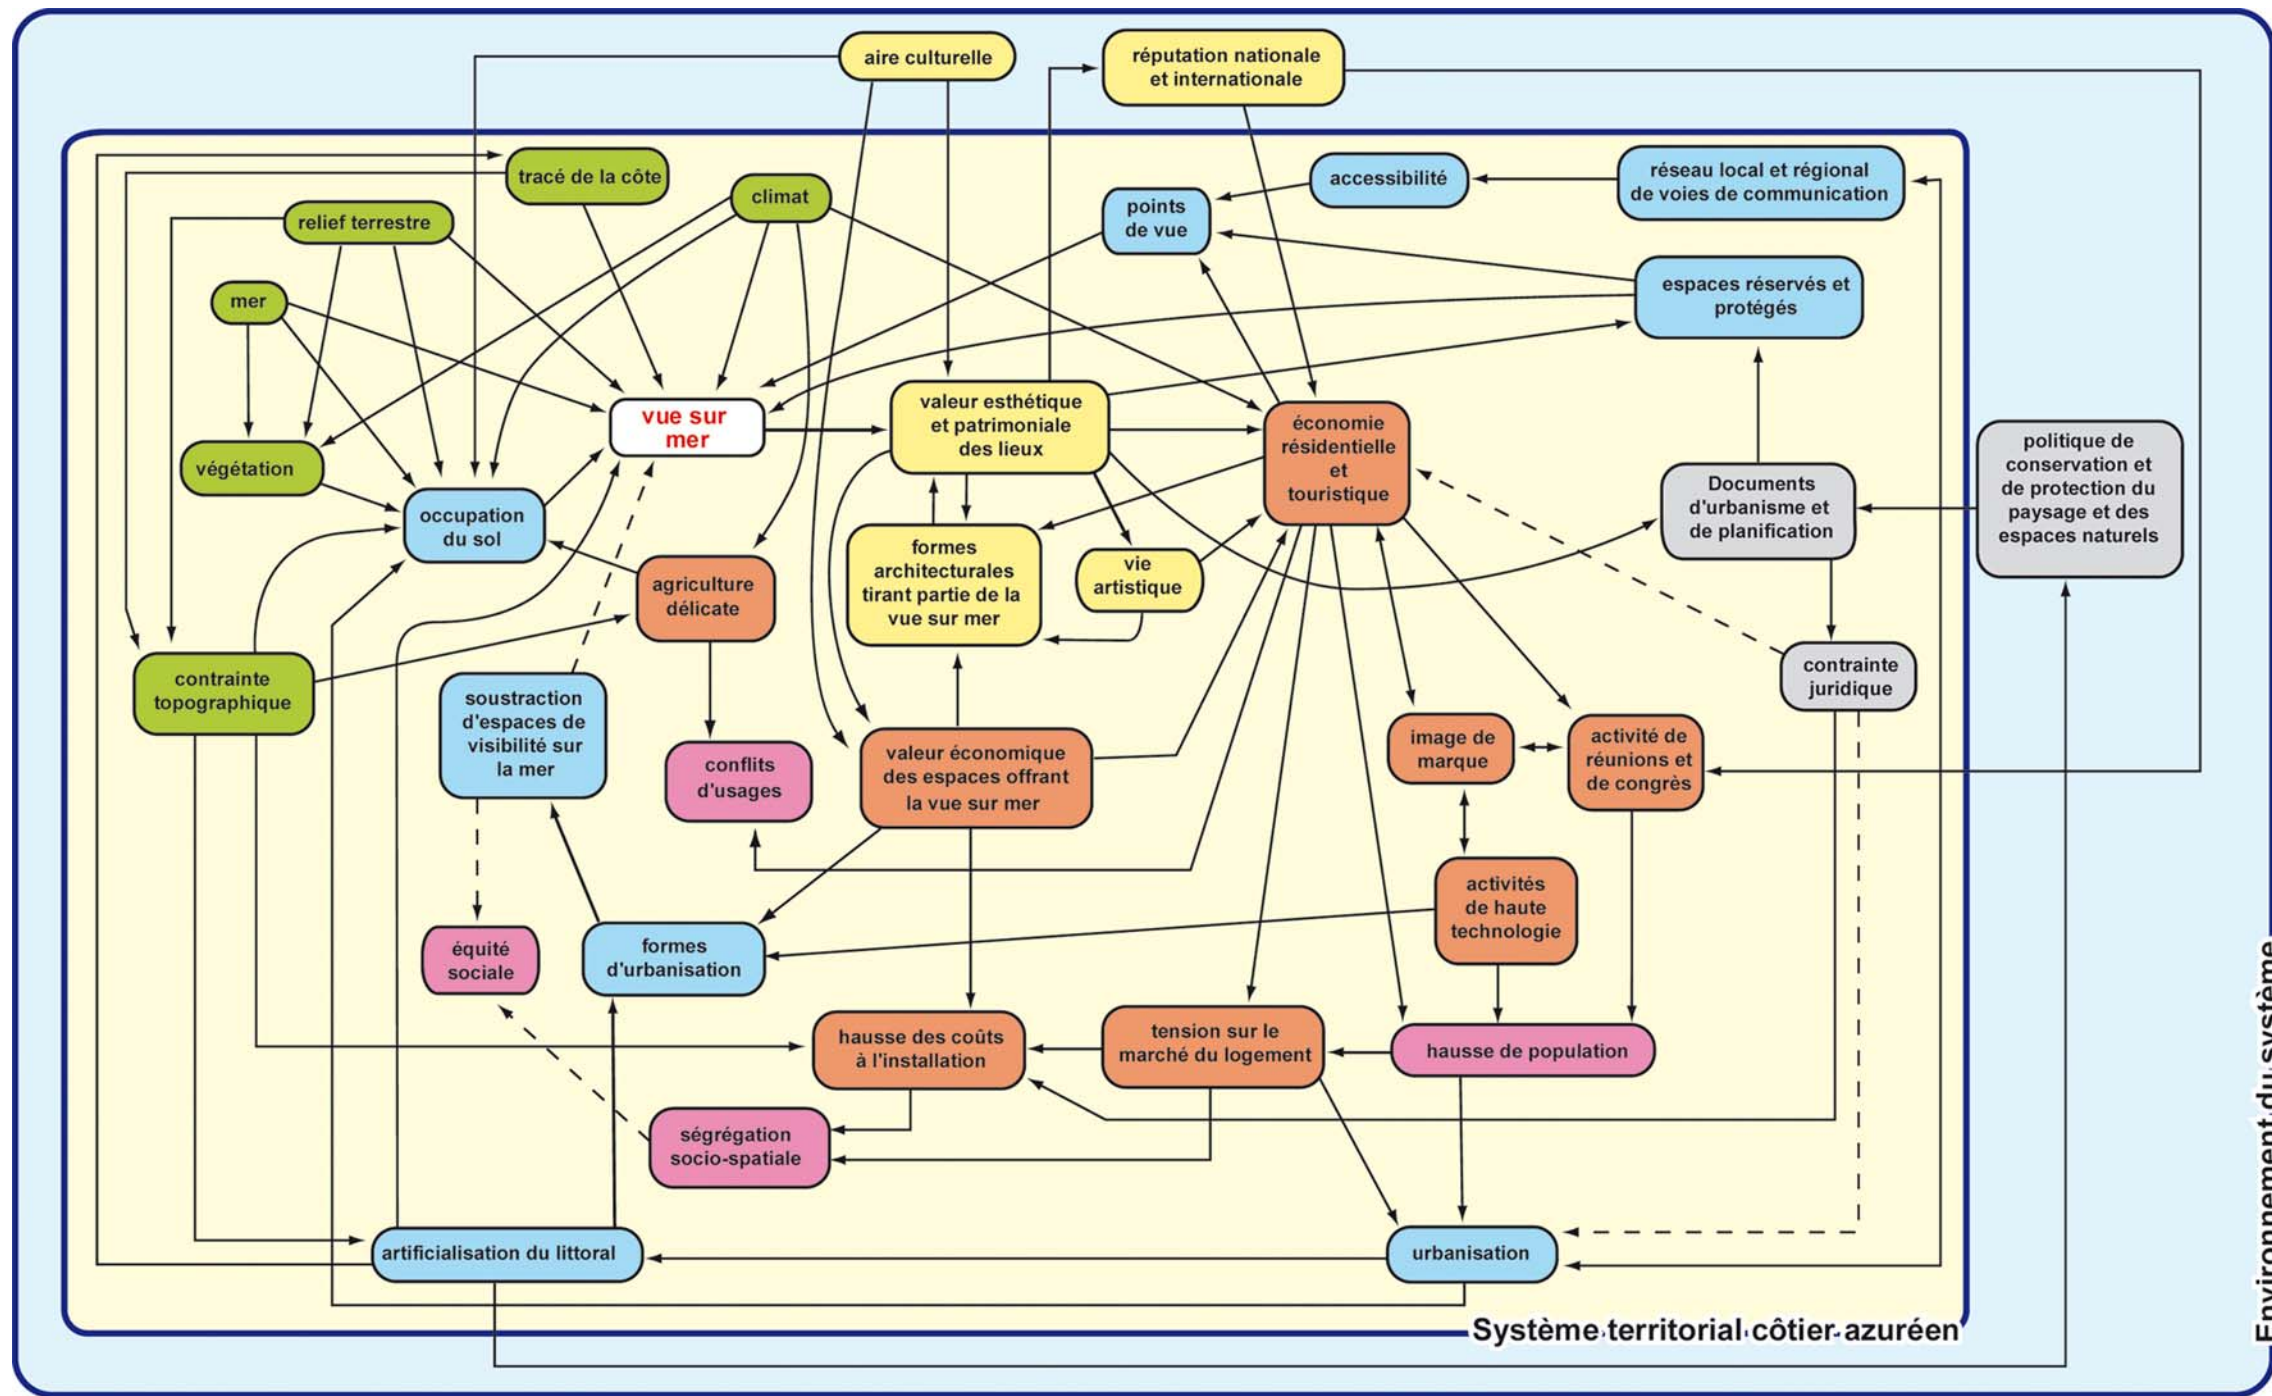 aire culturelle
réputation nationale
et internationale
tracé de la côte
climat
relief terrestre
mer
points
de vue
accessibilité
réseau local et régional
de voies de communication
espaces réservés et
protégés
vue sur
mer
valeur esthétique
et patrimoniale
des lieux
économie
résidentielle
et
touristique
végétation
occupation
du sol
Documents
d'urbanisme et
de planification
politique de
conservation et
de protection du
paysage et des
espaces naturels
agriculture
délicate
formes
architecturales
tirant partie de la
vue sur mer
vie
artistique
contrainte
topographique
soustraction
d'espaces de
visibilité sur
la mer
conflits
d'usages
valeur économique
des espaces offrant
la vue sur mer
image de
marque
activité de
réunions et
de congrès
contrainte
juridique
activités
de haute
technologie
équité
sociale
formes
d'urbanisation
hausse des coûts
à l'installation
tension sur le
marché du logement
hausse de population
ségrégation
socio-spatiale
artificialisation du littoral
urbanisation
Système territorial côtier azuréen
Environnement du système